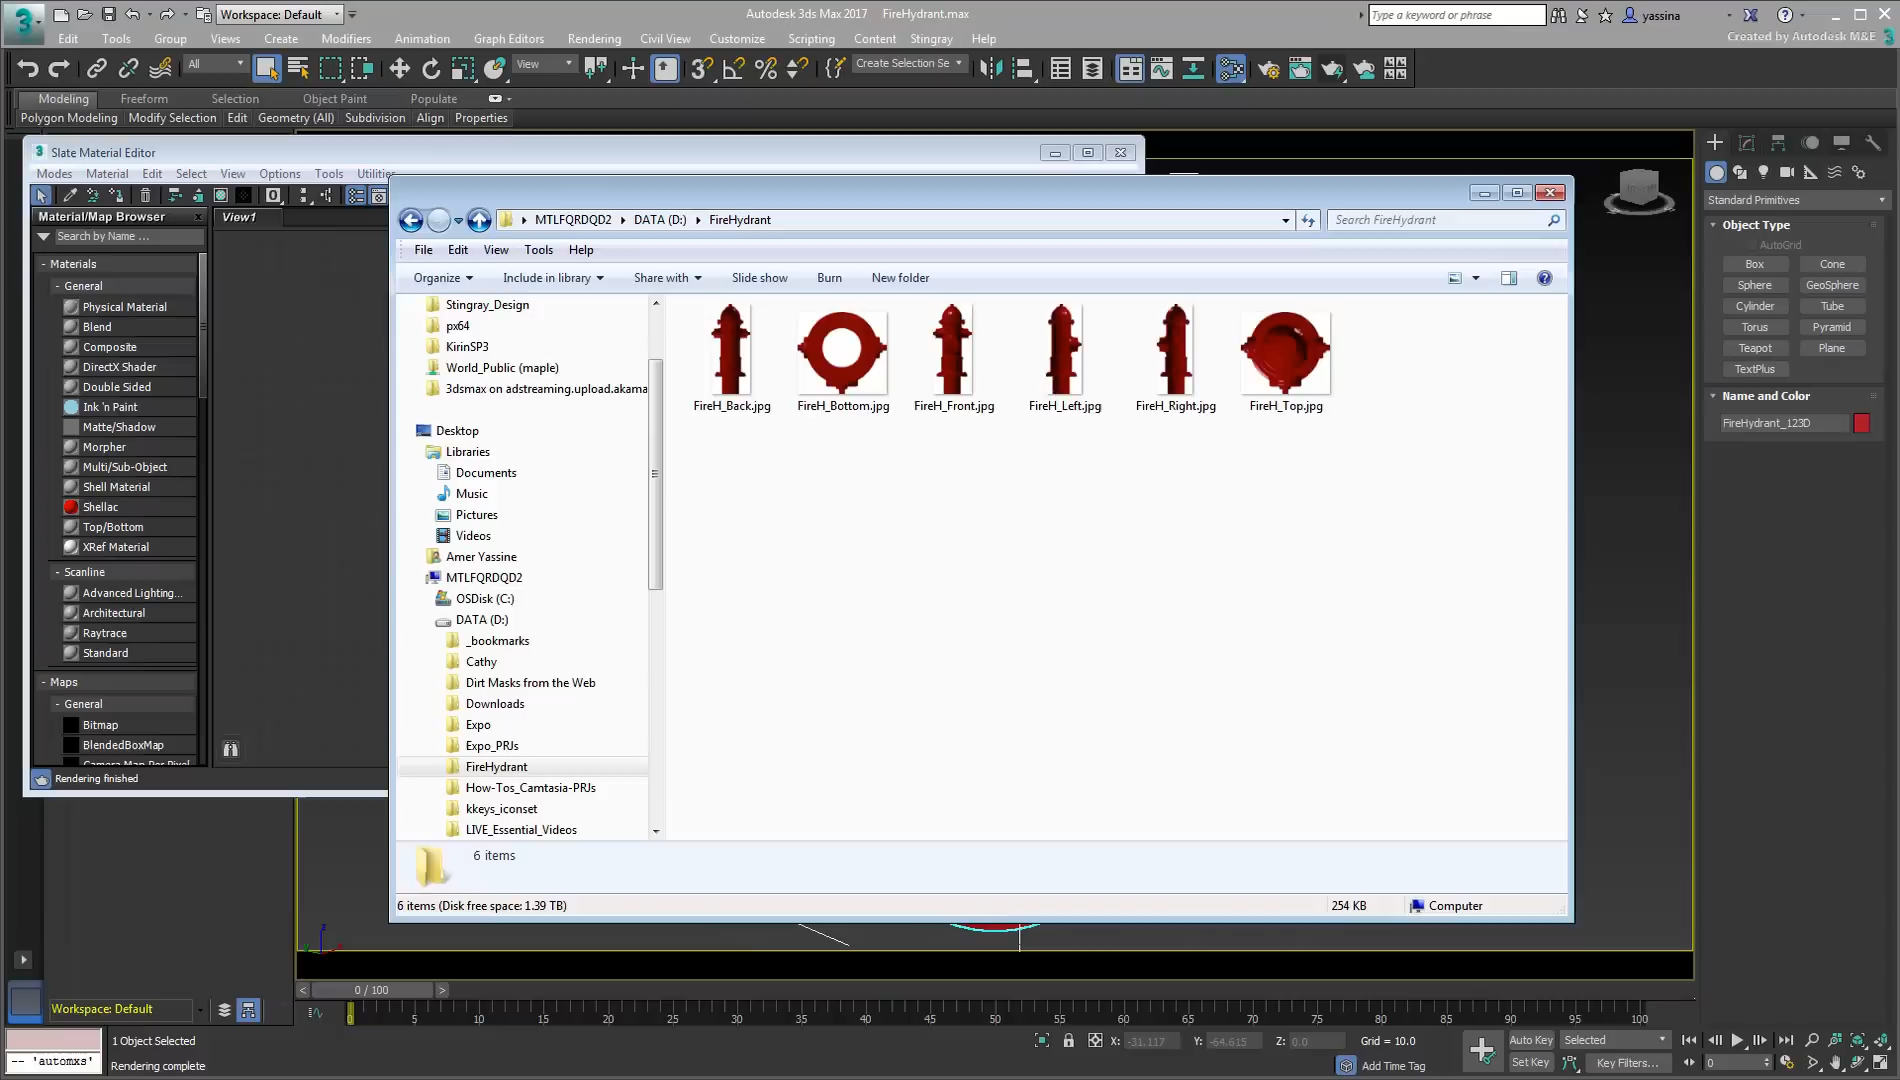 Workspace: Default
Autodesk 3ds Max 2017 FireHydrant.max
Type a keyword or phrase
yassina
Edit Tools Group Views Create Modifiers Animation Graph Editors Rendering Civil View Customize Scripting Content Stingray Help
Created by Autodesk M&E
All
View
Create Selection Se
Modeling Freeform Selection Object Paint Populate
Polygon Modeling Modify Selection Edit Geometry (All) Subdivision Align Properties
Slate Material Editor
Modes Material Edit Select View Options Tools Utilities
Material/Map Browser
View1
Search by Name ...
- Materials
- General
Physical Material
Blend
Composite
DirectX Shader
Double Sided
Ink 'n Paint
Matte/Shadow
Morpher
Multi/Sub-Object
Shell Material
Shellac
Top/Bottom
XRef Material
- Scanline
Advanced Lighting...
Architectural
Raytrace
Standard
- Maps
- General
Bitmap
BlendedBoxMap
Camera Map Per Pixel
Rendering finished
MTLFQRDQD2 DATA (D:) FireHydrant
Search FireHydrant
File Edit View Tools Help
Organize Include in library Share with Slide show Burn New folder
Stingray_Design
px64
KirinSP3
World_Public (maple)
3dsmax on adstreaming.upload.akama
Desktop
Libraries
Documents
Music
Pictures
Videos
Amer Yassine
MTLFQRDQD2
OSDisk (C:)
DATA (D:)
_bookmarks
Cathy
Dirt Masks from the Web
Downloads
Expo
Expo_PRJs
FireHydrant
How-Tos_Camtasia-PRJs
kkeys_iconset
LIVE_Essential_Videos
FireH_Back.jpg FireH_Bottom.jpg FireH_Front.jpg FireH_Left.jpg FireH_Right.jpg FireH_Top.jpg
6 items
6 items (Disk free space: 1.39 TB)
254 KB
Computer
Standard Primitives
Object Type
AutoGrid
Box Cone
Sphere GeoSphere
Cylinder Tube
Torus Pyramid
Teapot Plane
TextPlus
Name and Color
FireHydrant_123D
0 / 100
Workspace: Default
0 5 10 15 20 25 30 35 40 45 50 55 60 65 70 75 80 85 90 95 100
1 Object Selected
-- 'automxs'
Rendering complete
X: -31.117 Y: -64.615 Z: 0.0 Grid = 10.0
Add Time Tag
Auto Key Selected
Set Key Key Filters...
0